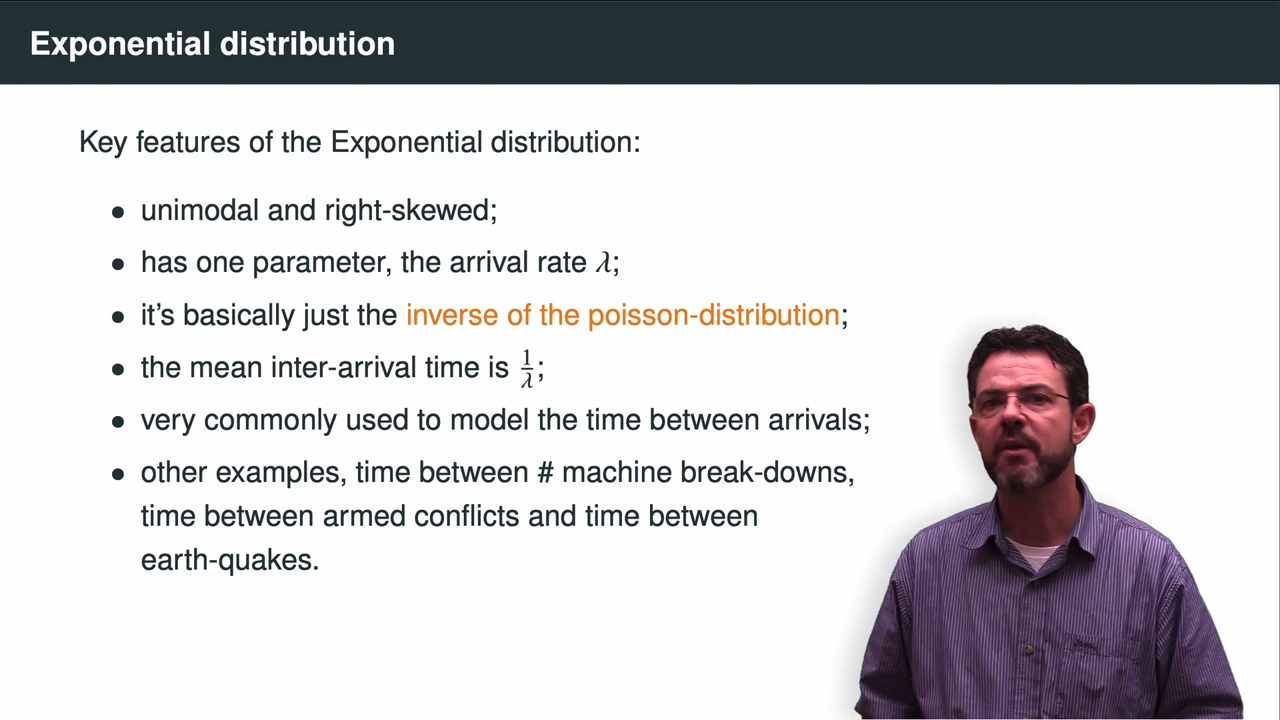 Exponential distribution
Key features of the Exponential distribution:
• unimodal and right-skewed;
• has one parameter, the arrival rate λ;
• it's basically just the inverse of the poisson-distribution;
• the mean inter-arrival time is 1/λ;
• very commonly used to model the time between arrivals;
• other examples, time between # machine break-downs,
time between armed conflicts and time between
earth-quakes.